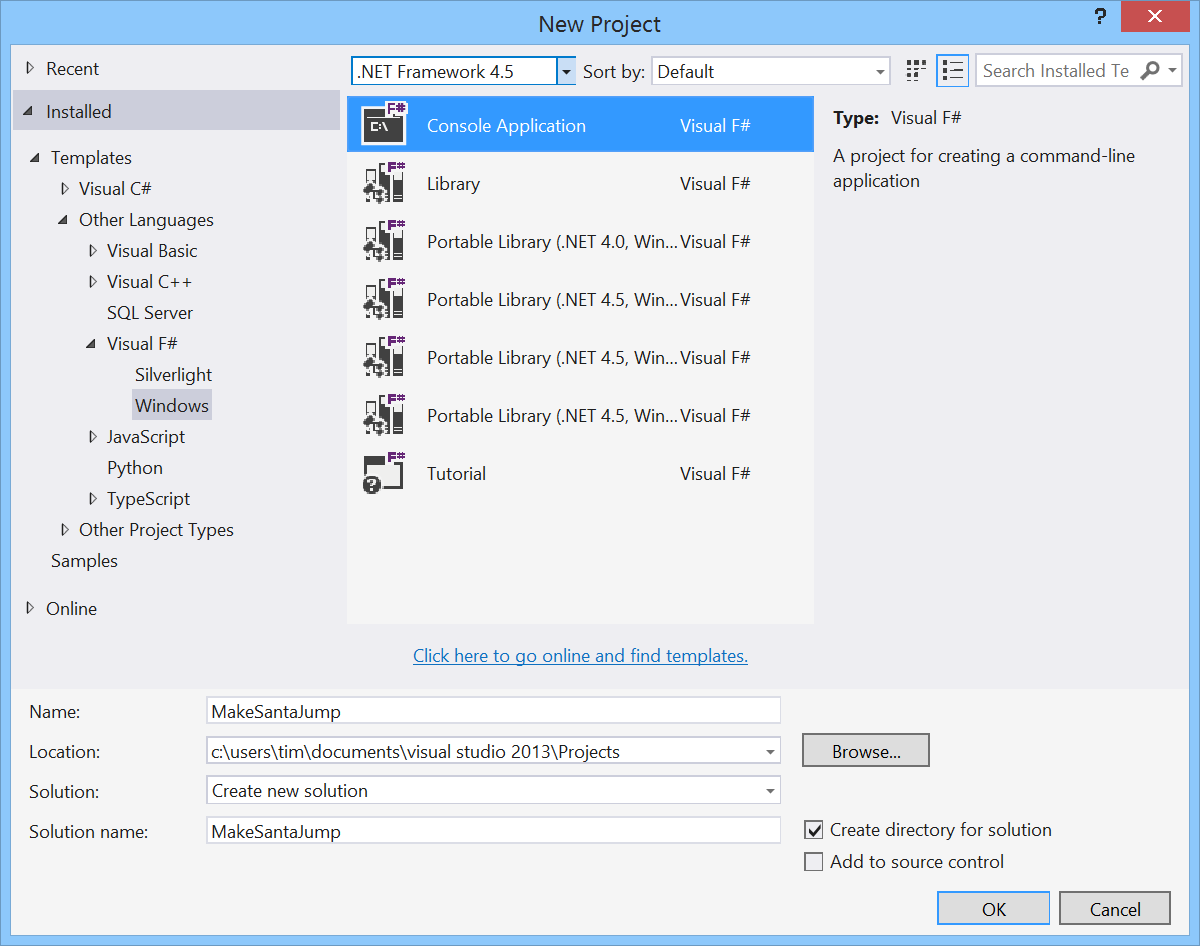 New Project
?
Recent
Installed
Templates
Visual C#
Other Languages
Visual Basic
Visual C++
SQL Server
Visual F#
Silverlight
Windows
JavaScript
Python
TypeScript
Other Project Types
Samples
Online
.NET Framework 4.5 Sort by: Default Search Installed Te
F# C:\ Console Application Visual F#
F# Library Visual F#
F# Portable Library (.NET 4.0, Win... Visual F#
F# Portable Library (.NET 4.5, Win... Visual F#
F# Portable Library (.NET 4.5, Win... Visual F#
F# Portable Library (.NET 4.5, Win... Visual F#
F# ? Tutorial Visual F#
Click here to go online and find templates.
Type: Visual F#
A project for creating a command-line
application
Name: MakeSantaJump
Location: c:\users\tim\documents\visual studio 2013\Projects Browse...
Solution: Create new solution
Solution name: MakeSantaJump
Create directory for solution
Add to source control
OK Cancel